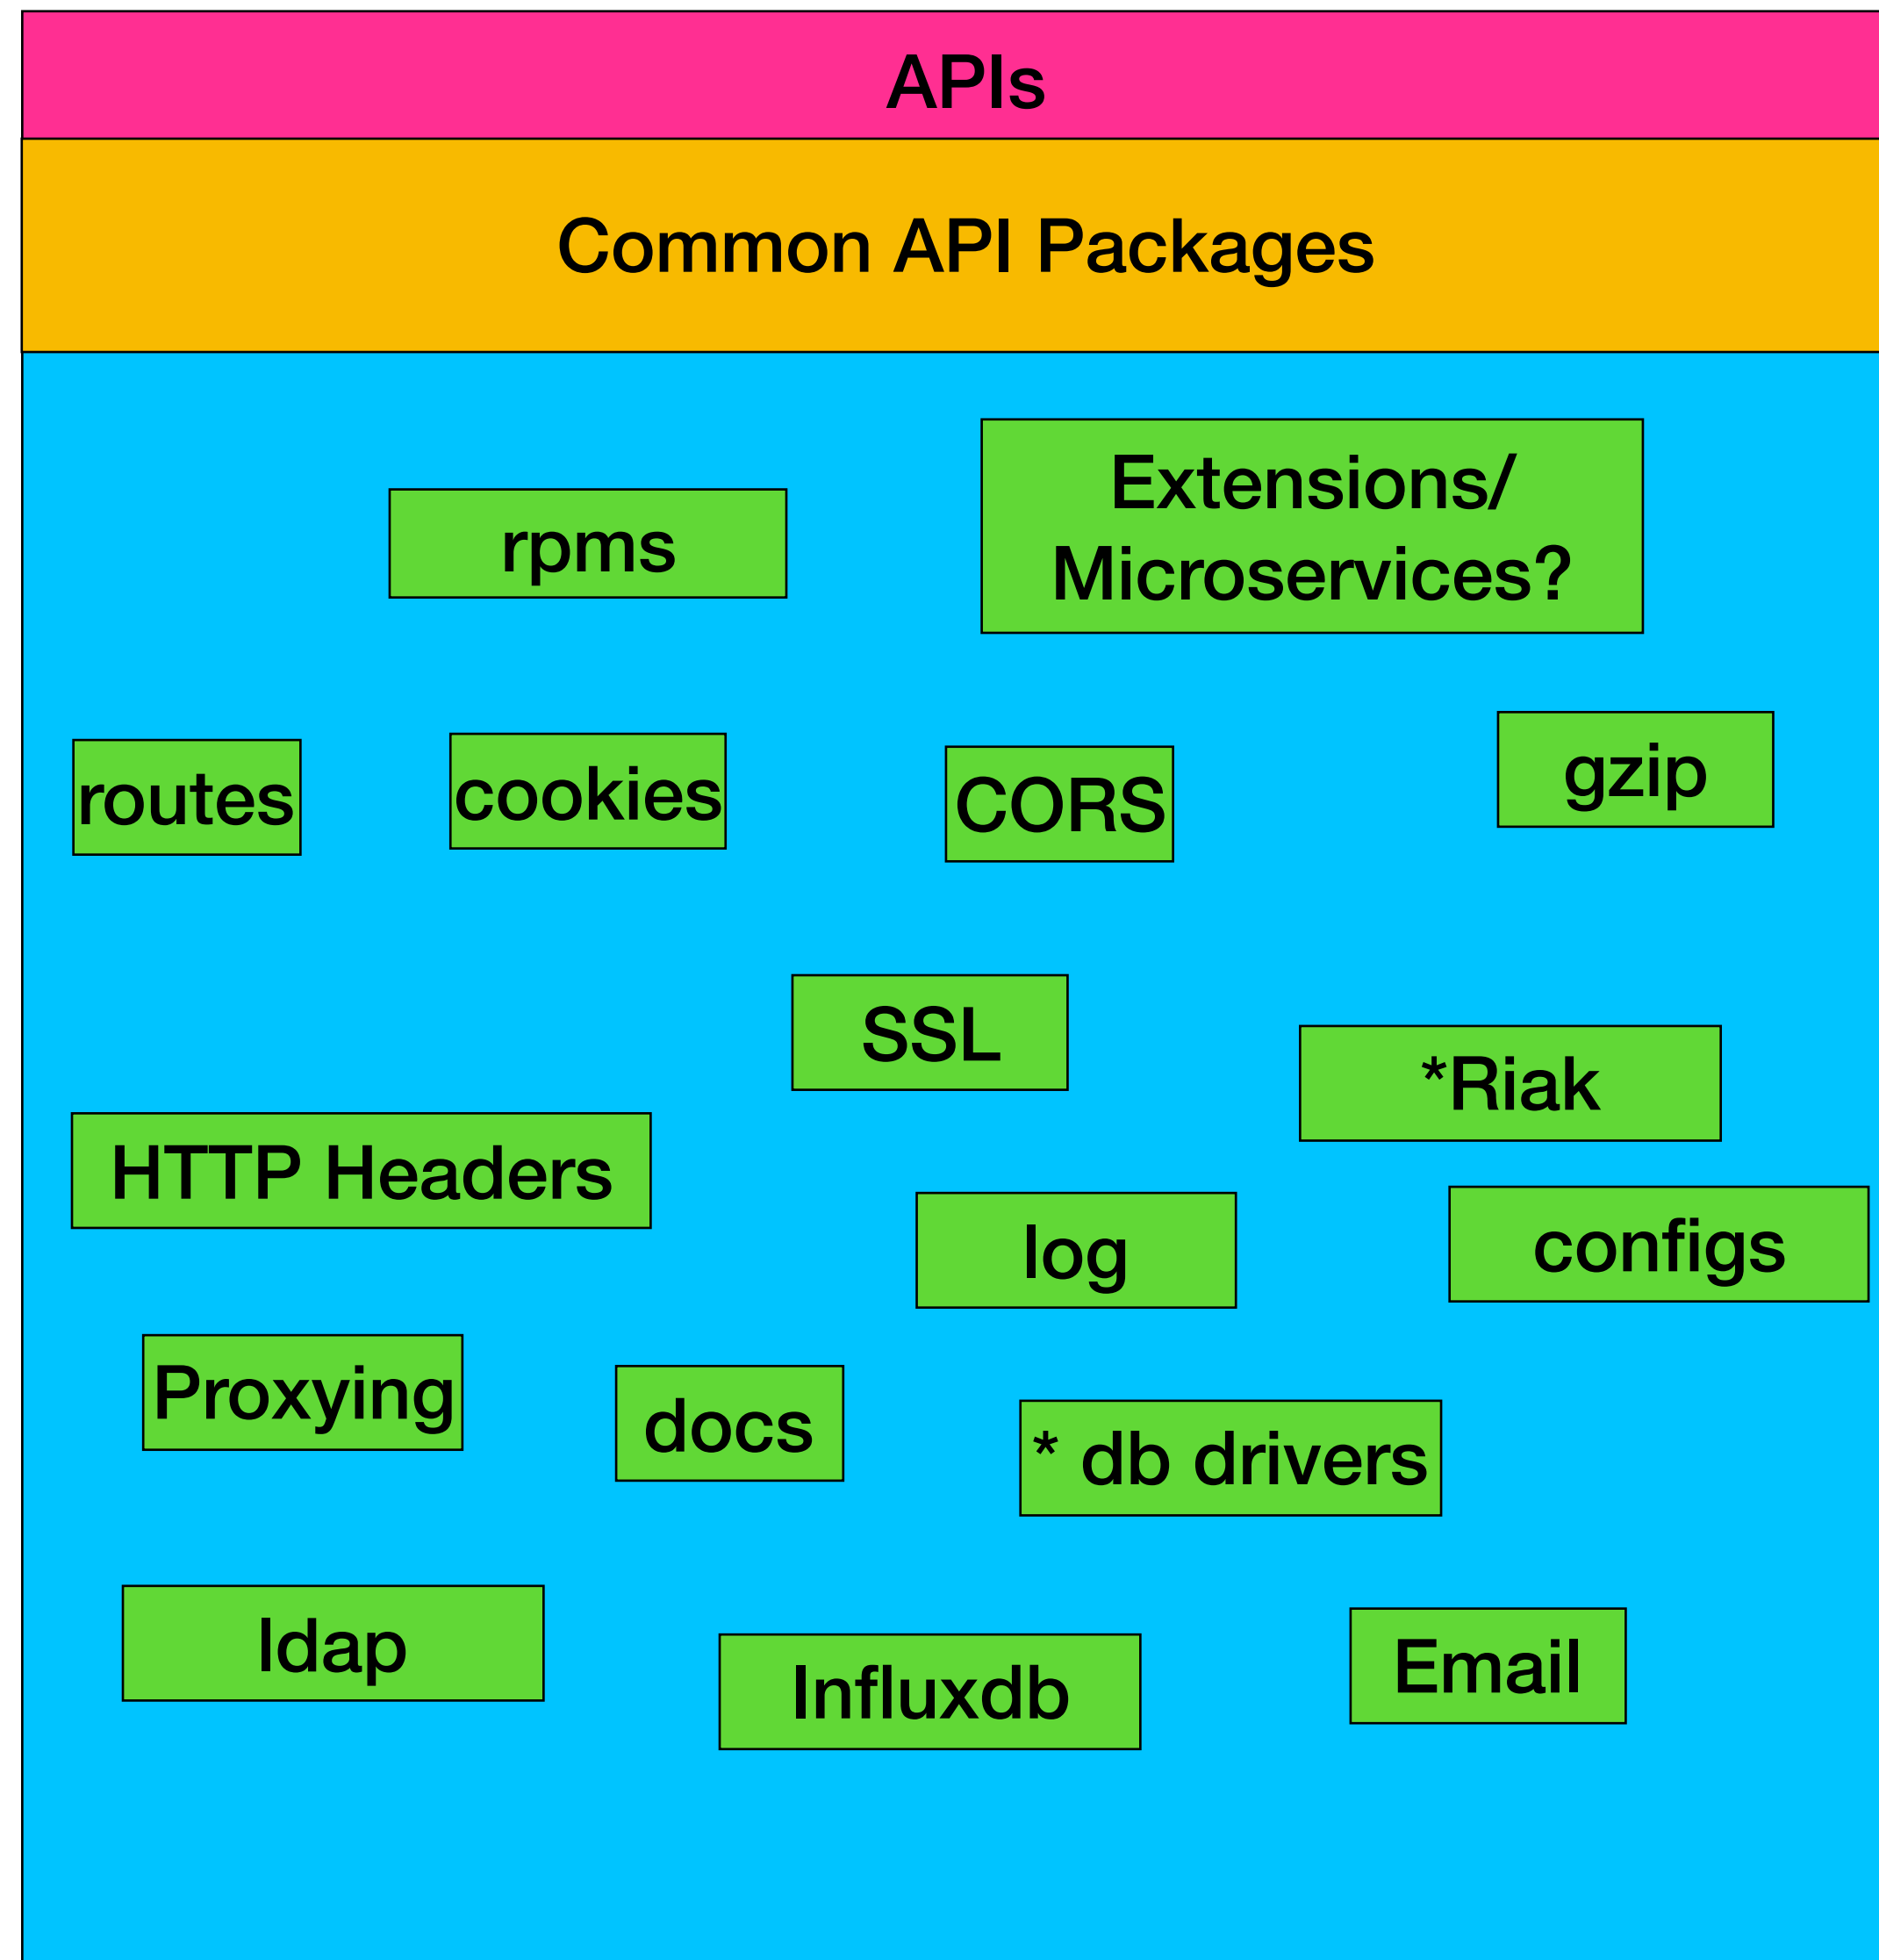 APIs
Common API Packages
rpms
Extensions/
Microservices?
routes
cookies
CORS
gzip
SSL
*Riak
HTTP Headers
log
configs
Proxying
docs
* db drivers
ldap
Influxdb
Email